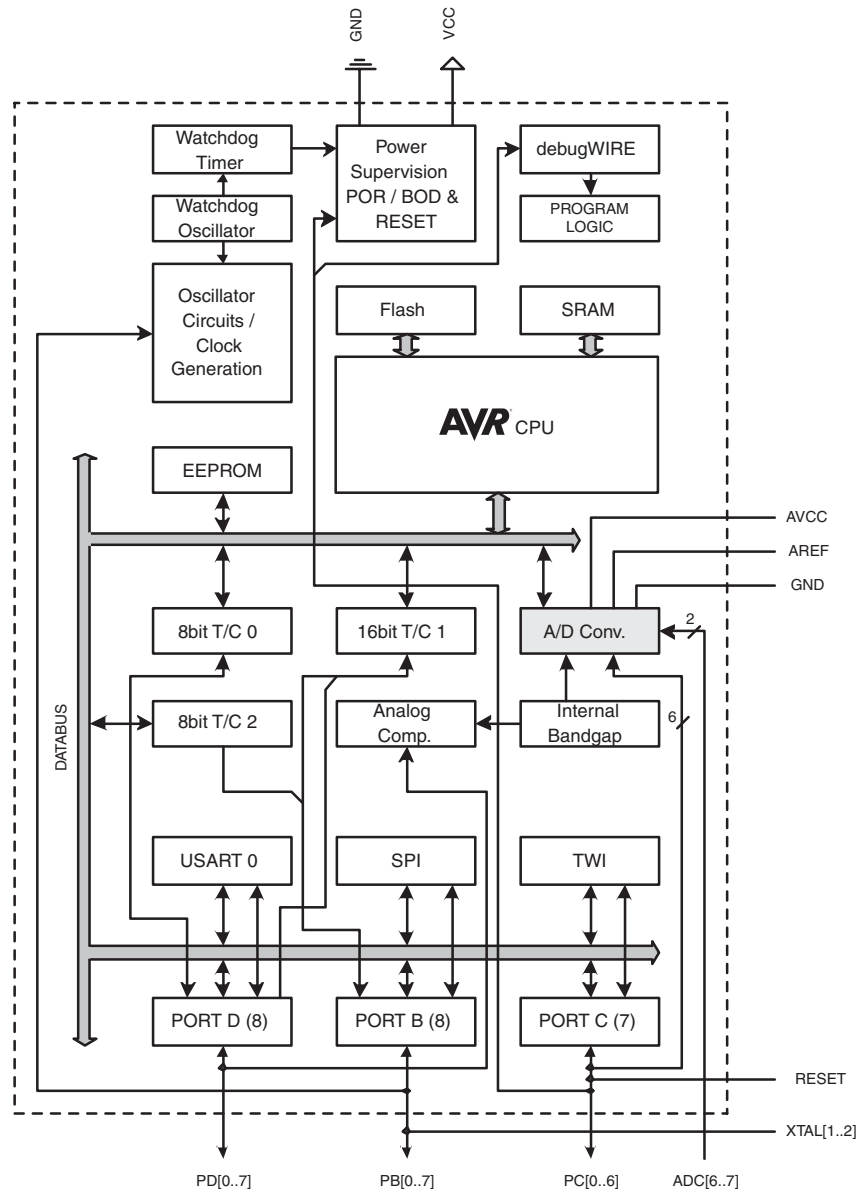 GND
VCC
Watchdog
Timer
Power
Supervision
POR / BOD &
RESET
debugWIRE
Watchdog
Oscillator
PROGRAM
LOGIC
Oscillator
Circuits /
Clock
Generation
Flash
SRAM
AVR CPU
EEPROM
AVCC
AREF
GND
8bit T/C 0
16bit T/C 1
A/D Conv.
2
8bit T/C 2
Analog
Comp.
Internal
Bandgap
6
DATABUS
USART 0
SPI
TWI
PORT D (8)
PORT B (8)
PORT C (7)
RESET
XTAL[1..2]
PD[0..7]
PB[0..7]
PC[0..6]
ADC[6..7]